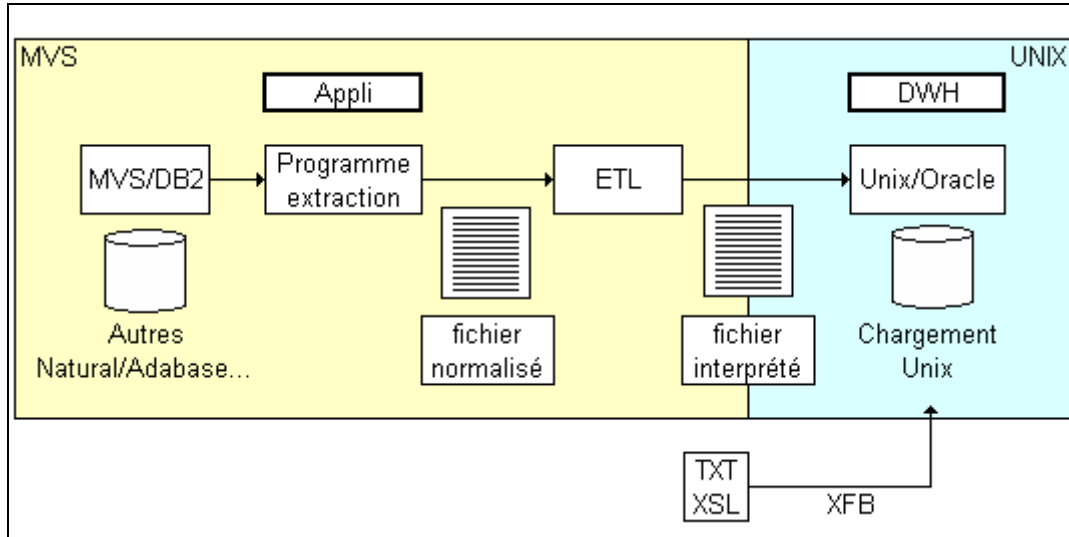 MVS
UNIX
Appli
DWH
MVS/DB2
Programme
extraction
ETL
Unix/Oracle
Autres
Natural/Adabase...
fichier
normalisé
fichier
interprété
Chargement
Unix
TXT
XSL
XFB